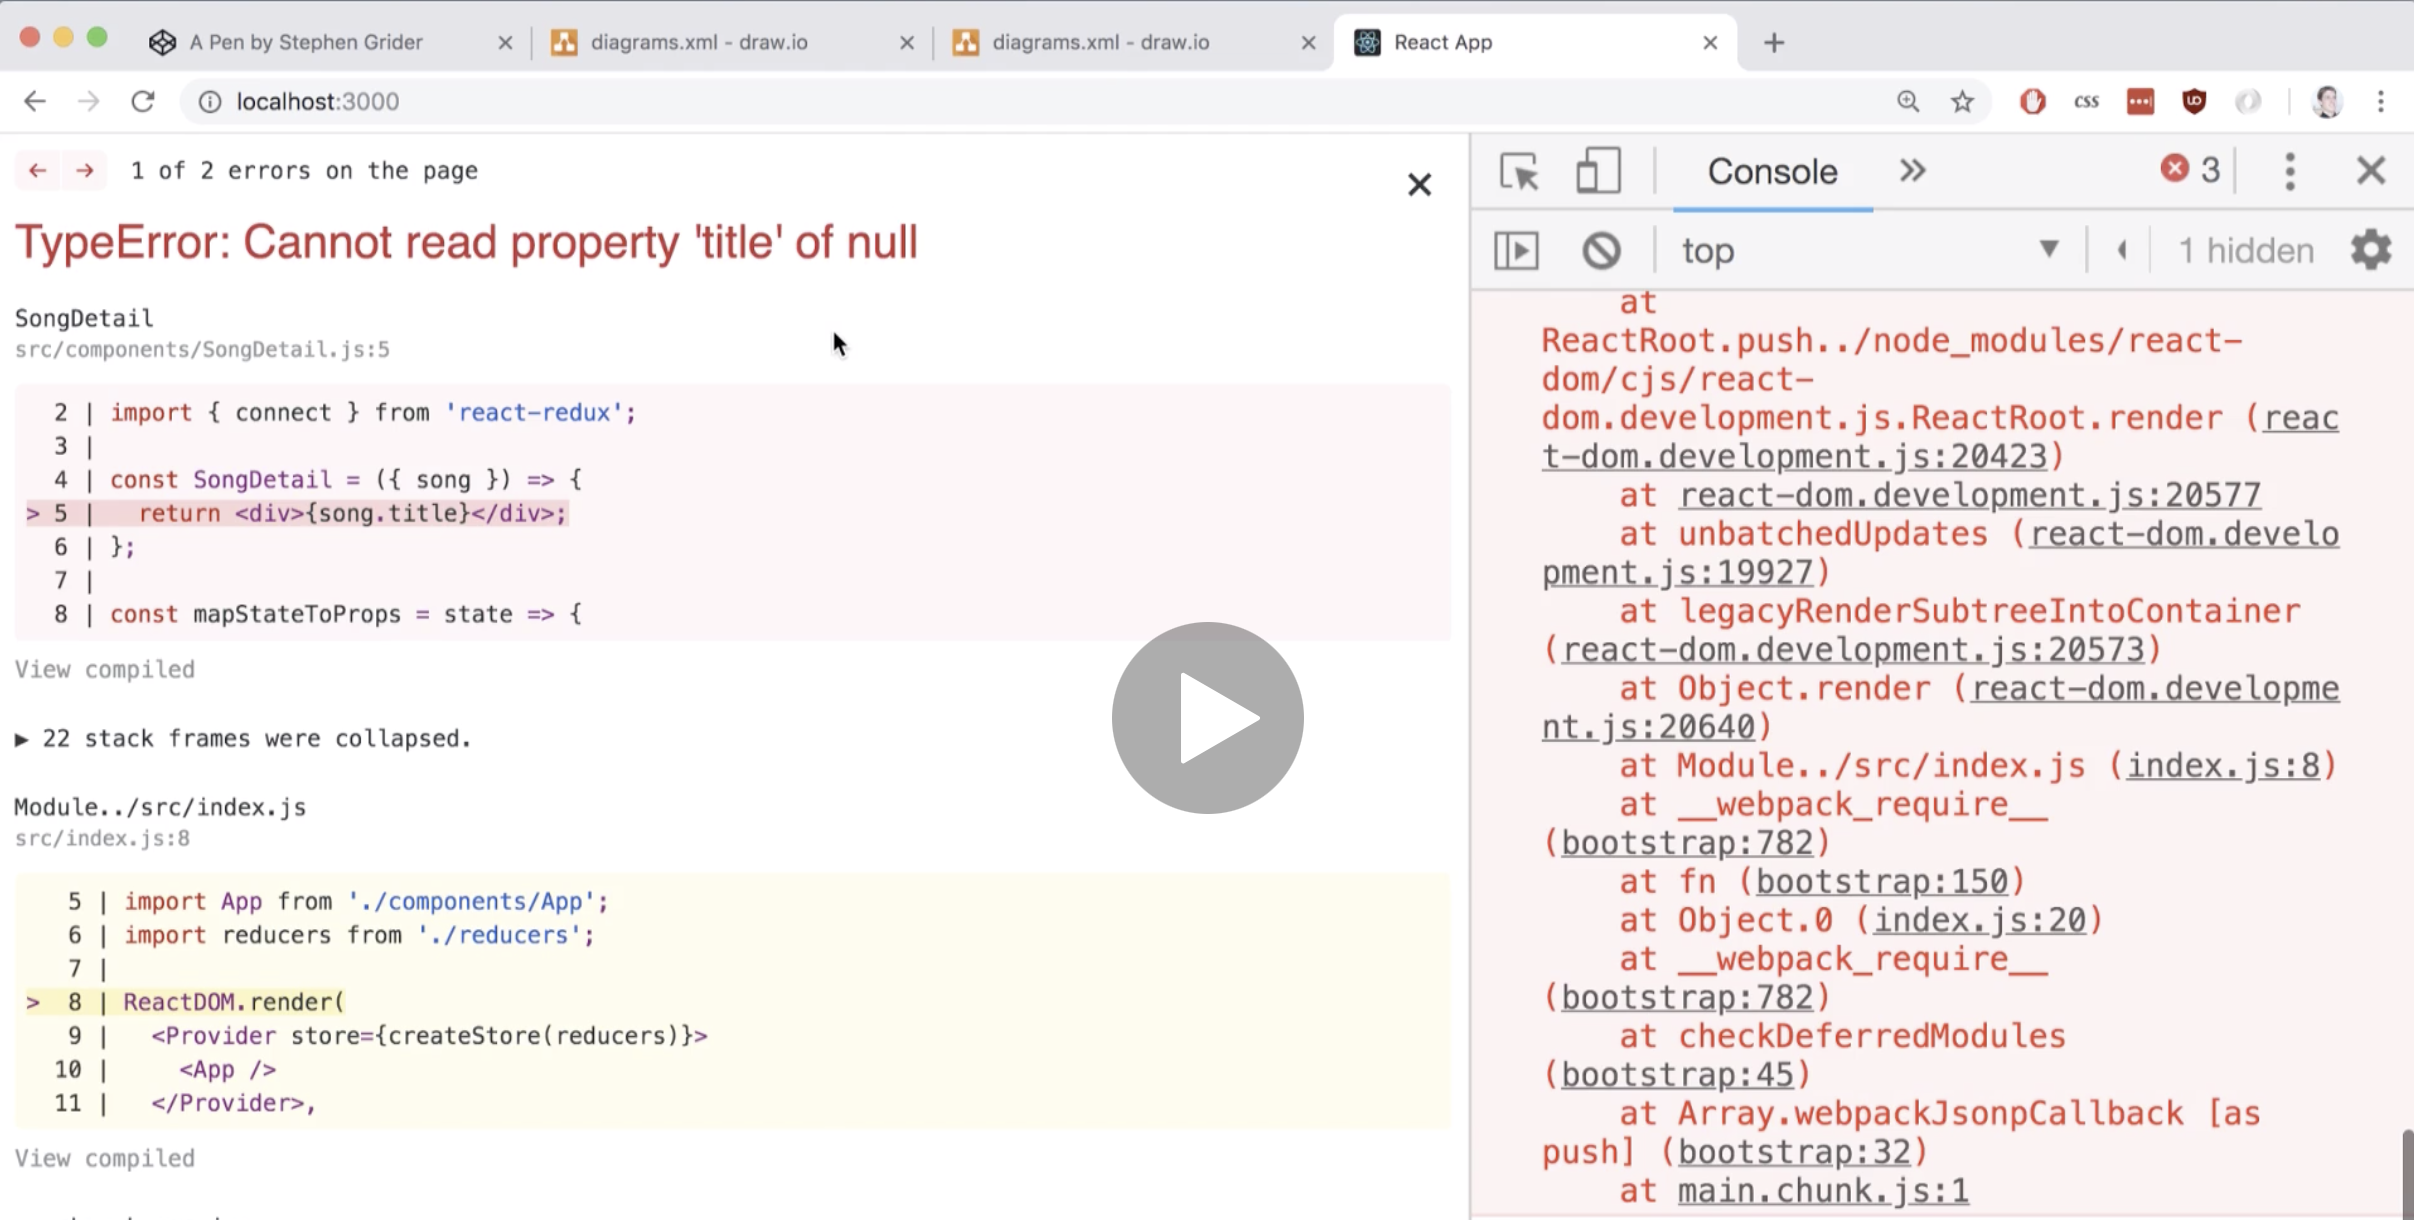 A Pen by Stephen Grider
diagrams.xml - draw.io
diagrams.xml - draw.io
React App
localhost:3000
css
1 of 2 errors on the page
TypeError: Cannot read property 'title' of null
SongDetail
src/components/SongDetail.js:5
2 | import { connect } from 'react-redux';
3 |
4 | const SongDetail = ({ song }) => {
> 5 |   return <div>{song.title}</div>;
6 | };
7 |
8 | const mapStateToProps = state => {
View compiled
▶ 22 stack frames were collapsed.
Module../src/index.js
src/index.js:8
5 | import App from './components/App';
6 | import reducers from './reducers';
7 |
> 8 | ReactDOM.render(
9 |   <Provider store={createStore(reducers)}>
10 |     <App />
11 |   </Provider>,
View compiled
Console
3
top
1 hidden
at
ReactRoot.push../node_modules/react-
dom/cjs/react-
dom.development.js.ReactRoot.render (reac
t-dom.development.js:20423)
at react-dom.development.js:20577
at unbatchedUpdates (react-dom.develo
pment.js:19927)
at legacyRenderSubtreeIntoContainer
(react-dom.development.js:20573)
at Object.render (react-dom.developme
nt.js:20640)
at Module../src/index.js (index.js:8)
at __webpack_require__
(bootstrap:782)
at fn (bootstrap:150)
at Object.0 (index.js:20)
at __webpack_require__
(bootstrap:782)
at checkDeferredModules
(bootstrap:45)
at Array.webpackJsonpCallback [as
push] (bootstrap:32)
at main.chunk.js:1